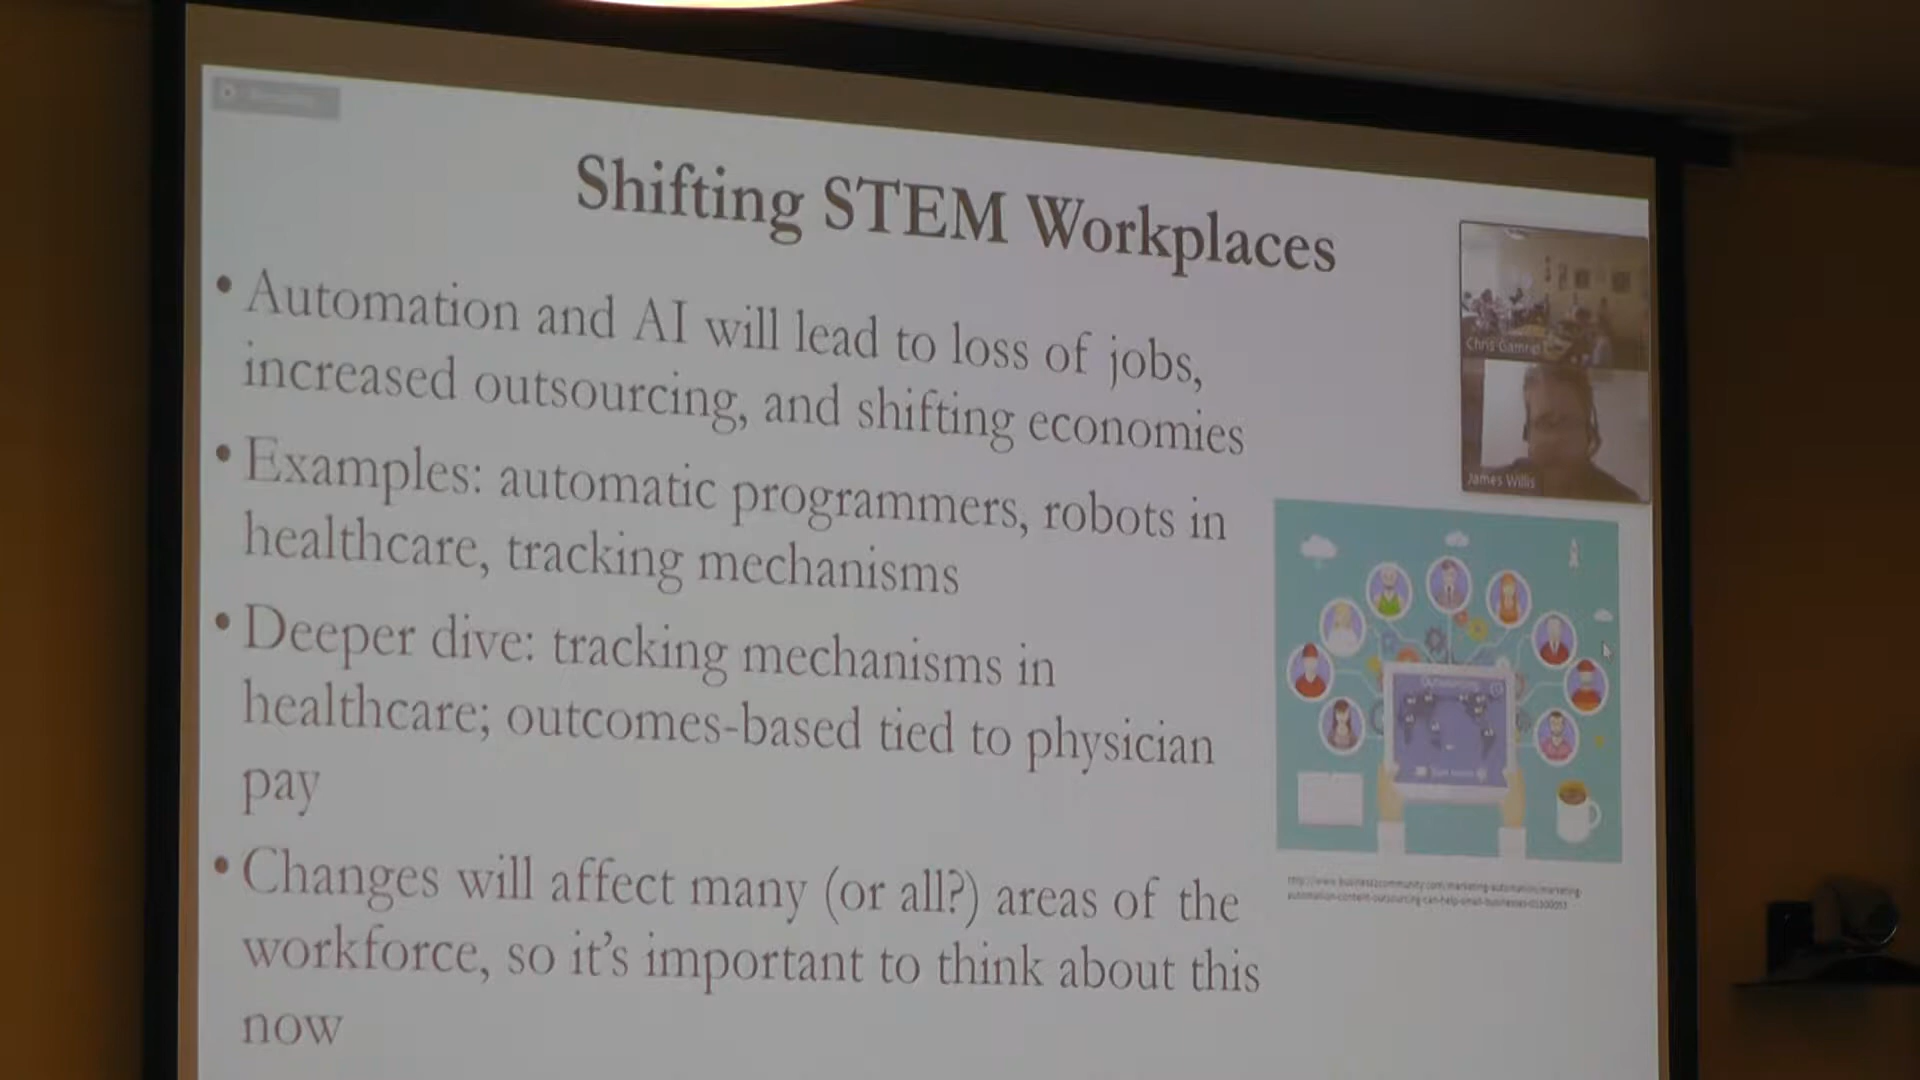 Shifting STEM Workplaces
• Automation and AI will lead to loss of jobs,
increased outsourcing, and shifting economies
• Examples: automatic programmers, robots in
healthcare, tracking mechanisms
• Deeper dive: tracking mechanisms in
healthcare; outcomes-based tied to physician
pay
• Changes will affect many (or all?) areas of the
workforce, so it's important to think about this
now
Chris
James Willis